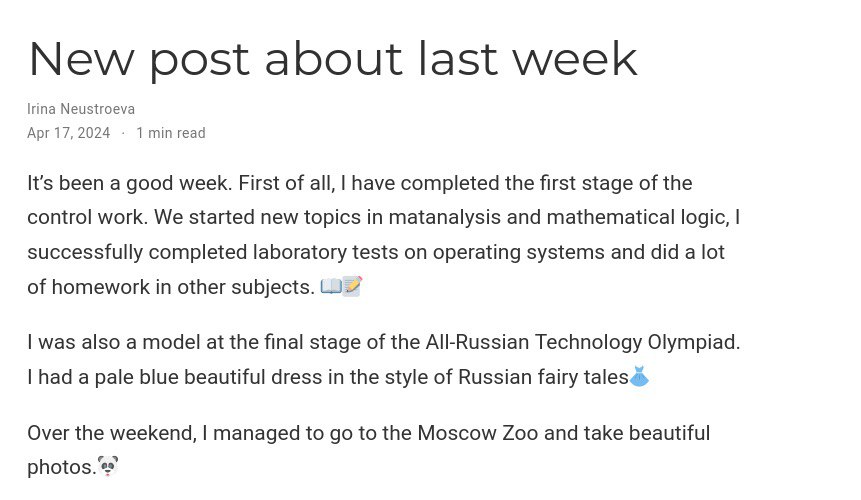 New post about last week
Irina Neustroeva
Apr 17, 2024 · 1 min read
It’s been a good week. First of all, I have completed the first stage of the
control work. We started new topics in matanalysis and mathematical logic, I
successfully completed laboratory tests on operating systems and did a lot
of homework in other subjects. 📖📝
I was also a model at the final stage of the All-Russian Technology Olympiad.
I had a pale blue beautiful dress in the style of Russian fairy tales👗
Over the weekend, I managed to go to the Moscow Zoo and take beautiful
photos.🐼